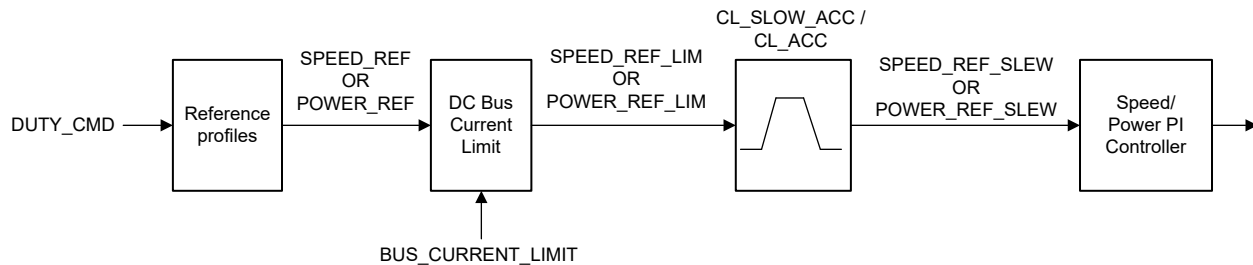 CL_SLOW_ACC /
CL_ACC
SPEED_REF
OR
POWER_REF
SPEED_REF_LIM
OR
POWER_REF_LIM
SPEED_REF_SLEW
OR
POWER_REF_SLEW
DUTY_CMD
Reference
profiles
DC Bus
Current
Limit
Speed/
Power PI
Controller
BUS_CURRENT_LIMIT